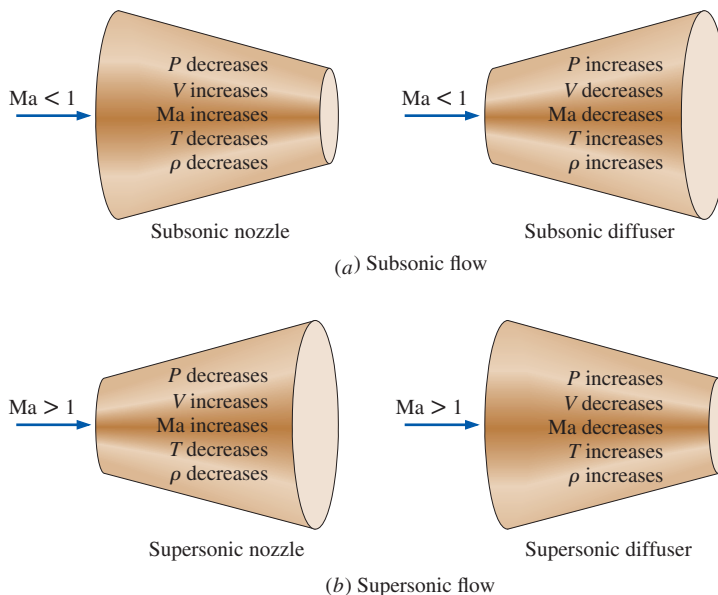 Ma < 1
P decreases
V increases
Ma increases
T decreases
ρ decreases
Subsonic nozzle
Ma < 1
P increases
V decreases
Ma decreases
T increases
ρ increases
Subsonic diffuser
(a) Subsonic flow
Ma > 1
P decreases
V increases
Ma increases
T decreases
ρ decreases
Supersonic nozzle
Ma > 1
P increases
V decreases
Ma decreases
T increases
ρ increases
Supersonic diffuser
(b) Supersonic flow